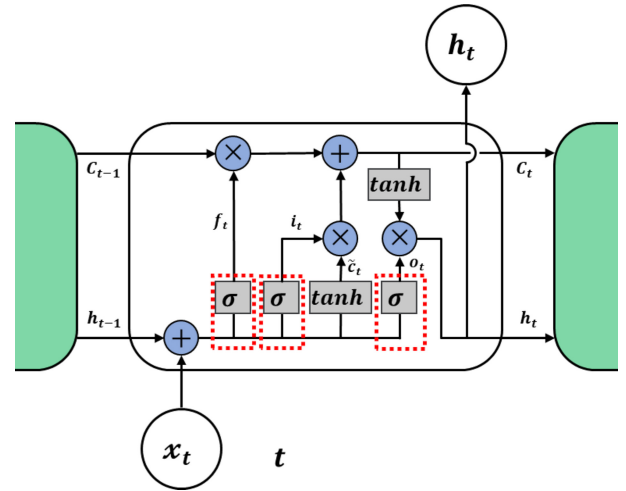 h_t
×
+
C_{t-1}
C_t
tanh
f_t
i_t
×
×
c̃_t
o_t
σ
σ
tanh
σ
h_{t-1}
+
h_t
x_t
t